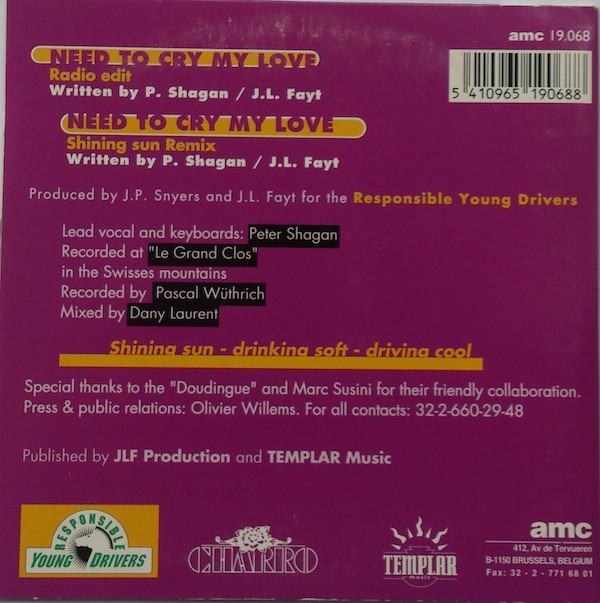 amc 19.068
NEED TO CRY MY LOVE
Radio edit
Written by P. Shagan / J.L. Fayt
5 410965 190688
NEED TO CRY MY LOVE
Shining sun Remix
Written by P. Shagan / J.L. Fayt
Produced by J.P. Snyers and J.L. Fayt for the Responsible Young Drivers
Lead vocal and keyboards: Peter Shagan
Recorded at "Le Grand Clos"
in the Swisses mountains
Recorded by Pascal Wüthrich
Mixed by Dany Laurent
Shining sun - drinking soft - driving cool
Special thanks to the "Doudingue" and Marc Susini for their friendly collaboration.
Press & public relations: Olivier Willems. For all contacts: 32-2-660-29-48
Published by JLF Production and TEMPLAR Music
RESPONSIBLE
YOUNG DRIVERS
CHARRO
TEMPLAR
music
amc
412, Av de Tervueren
B-1150 BRUSSELS, BELGIUM
Fax: 32 - 2 - 771 68 01